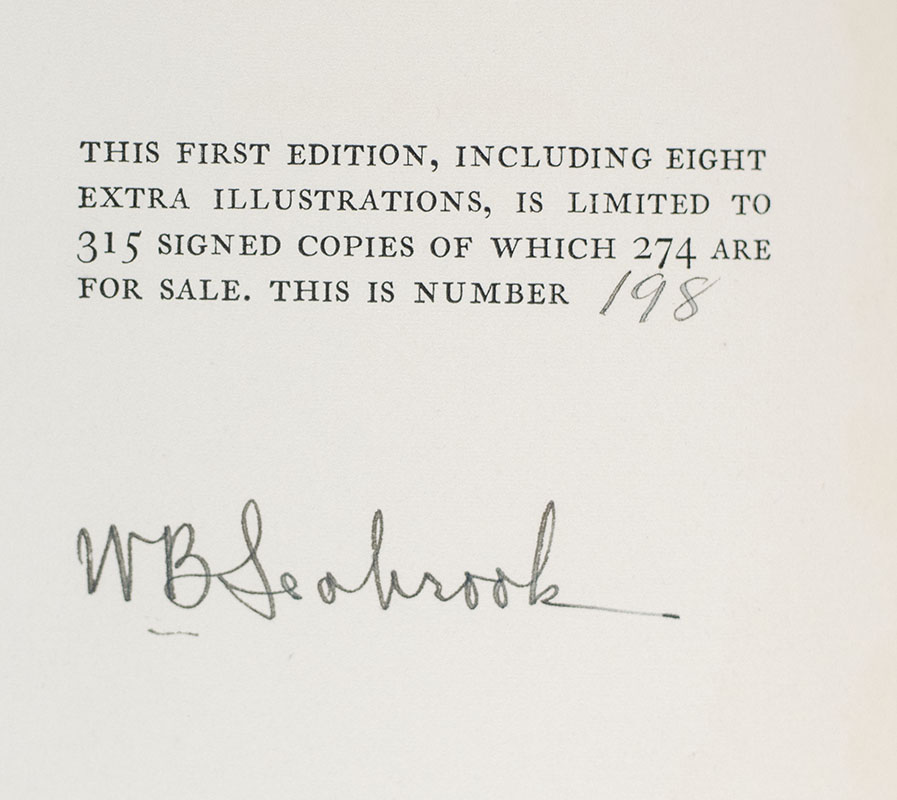 THIS FIRST EDITION, INCLUDING EIGHT
EXTRA ILLUSTRATIONS, IS LIMITED TO
315 SIGNED COPIES OF WHICH 274 ARE
FOR SALE. THIS IS NUMBER 198
WB Seabrook